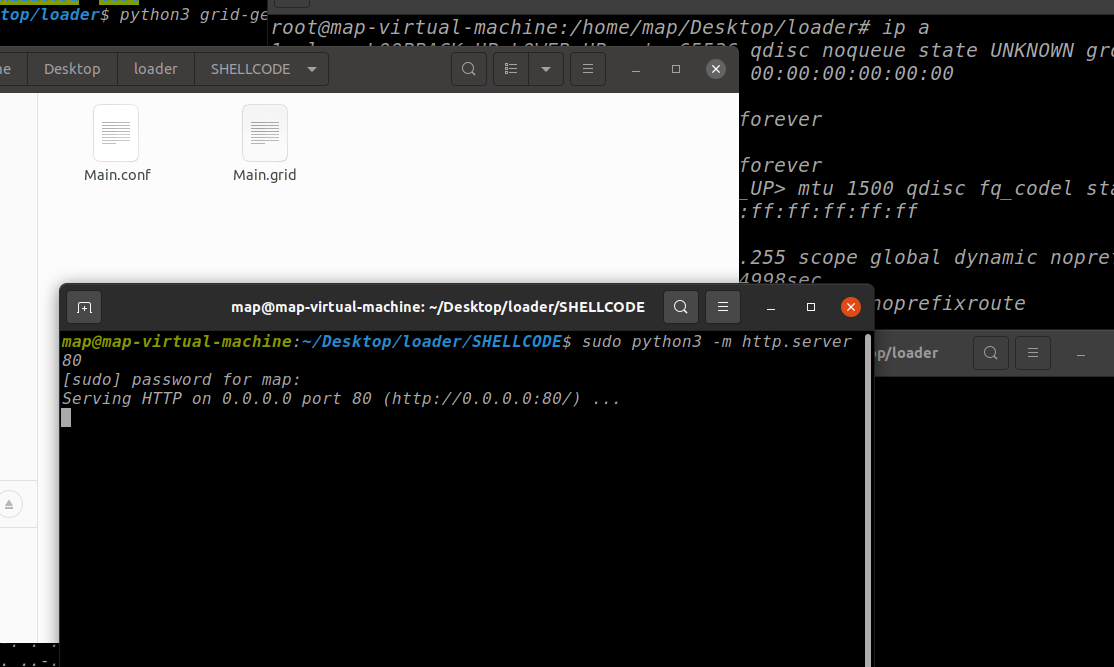 top/loader$ python3 grid-ge
root@map-virtual-machine:/home/map/Desktop/loader# ip a
qdisc noqueue state UNKNOWN gro
00:00:00:00:00:00
Desktop loader SHELLCODE
forever
forever
_UP> mtu 1500 qdisc fq_codel sta
:ff:ff:ff:ff:ff
.255 scope global dynamic nopref
4998sec
noprefixroute
Main.conf Main.grid
map@map-virtual-machine: ~/Desktop/loader/SHELLCODE
map@map-virtual-machine:~/Desktop/loader/SHELLCODE$ sudo python3 -m http.server
80
[sudo] password for map:
Serving HTTP on 0.0.0.0 port 80 (http://0.0.0.0:80/) ...
op/loader